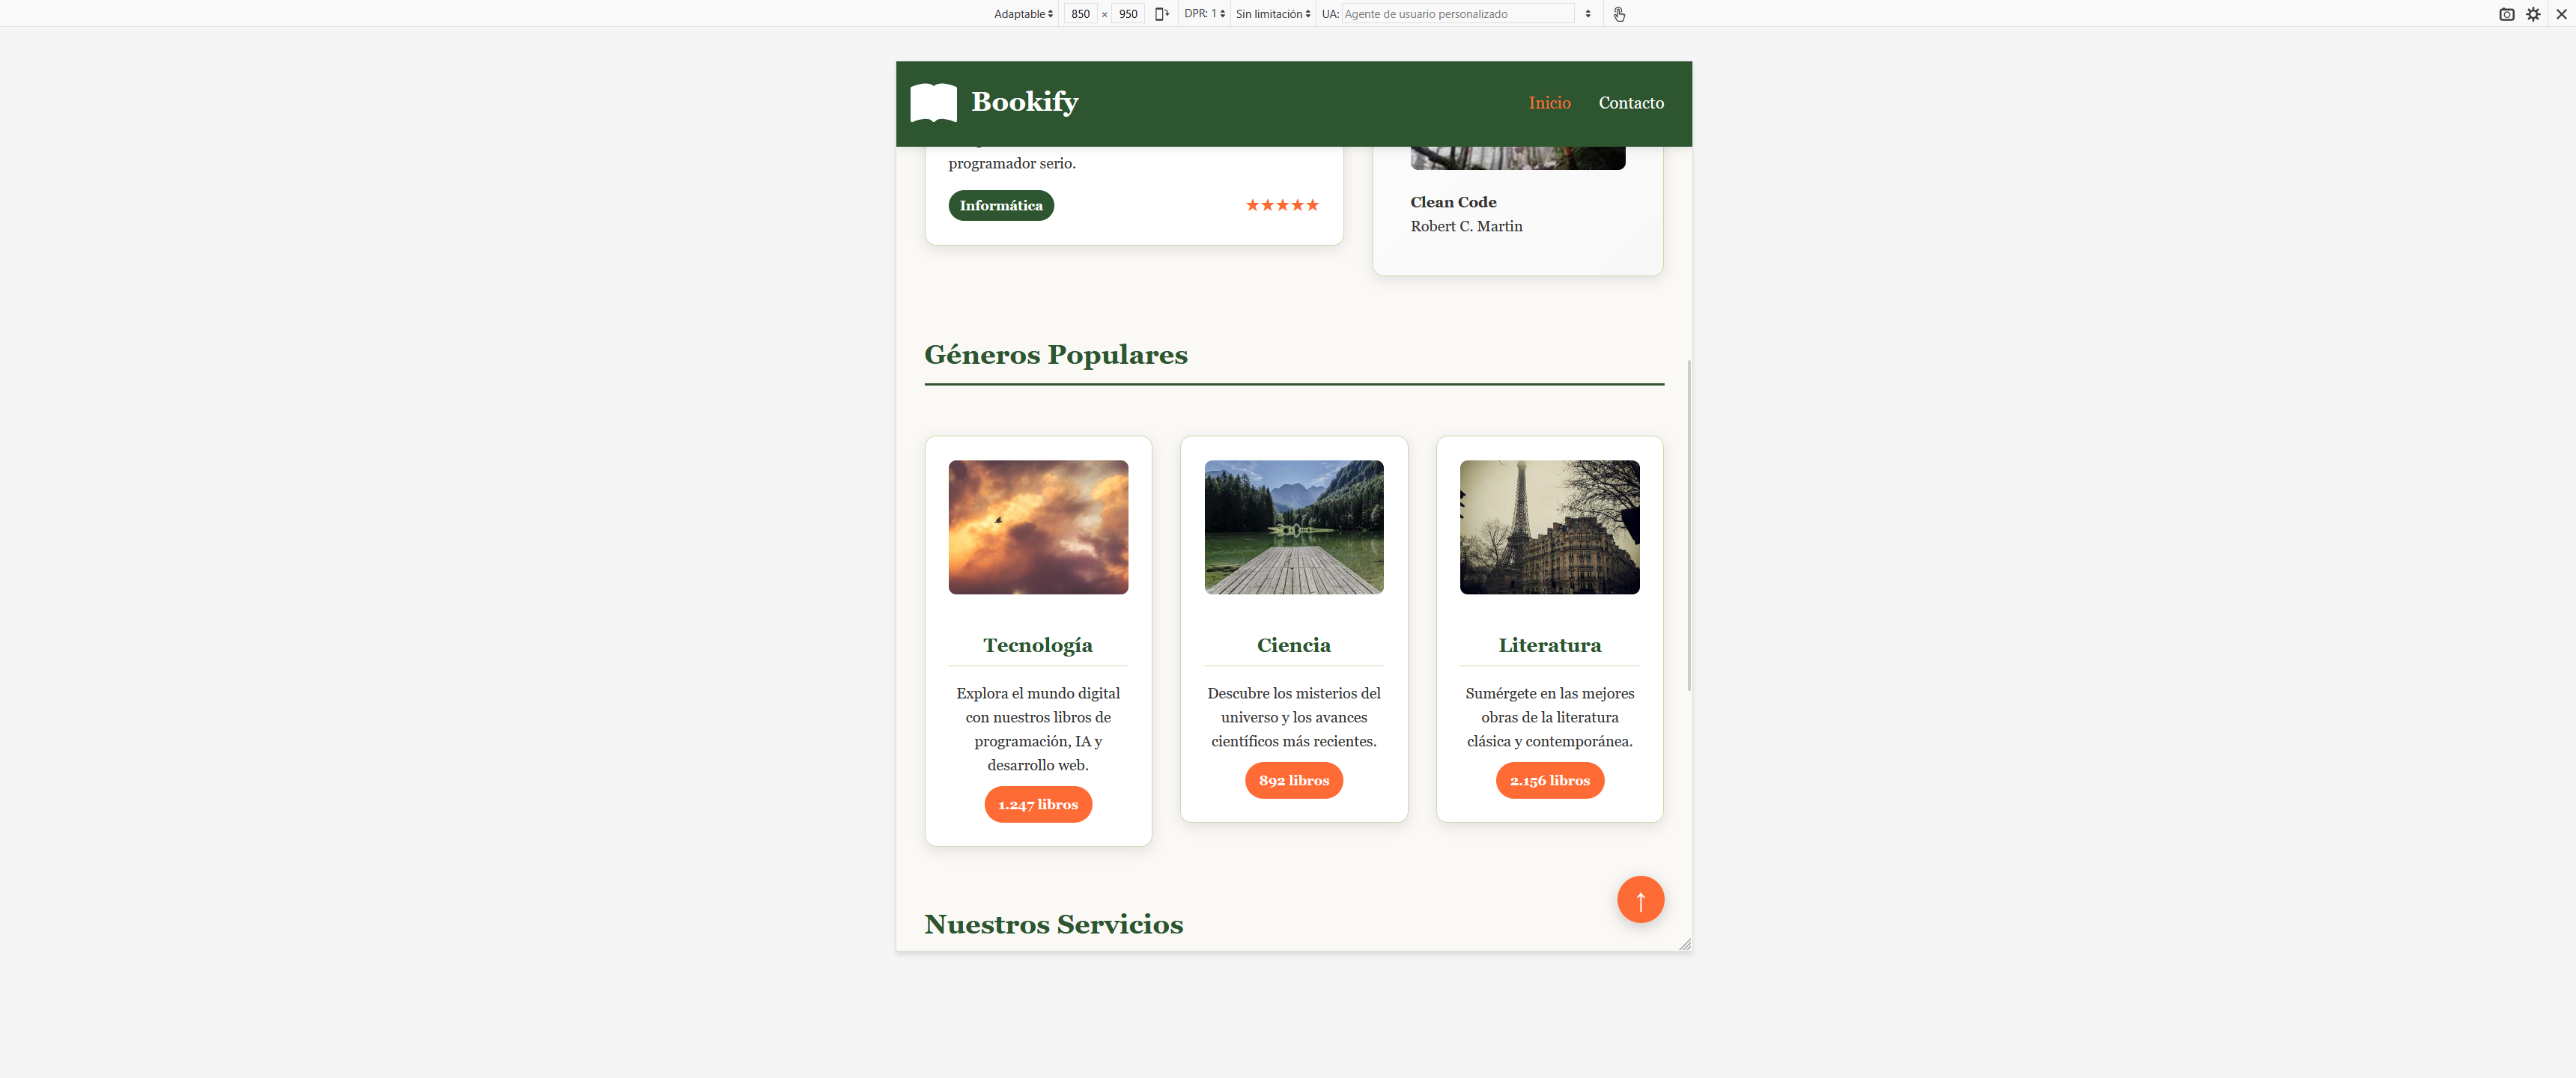 Adaptable 850 × 950 DPR: 1 Sin limitación UA: Agente de usuario personalizado
Bookify
Inicio Contacto
programador serio.
Informática ★★★★★
Clean Code
Robert C. Martin
Géneros Populares
Tecnología
Explora el mundo digital
con nuestros libros de
programación, IA y
desarrollo web.
1.247 libros
Ciencia
Descubre los misterios del
universo y los avances
científicos más recientes.
892 libros
Literatura
Sumérgete en las mejores
obras de la literatura
clásica y contemporánea.
2.156 libros
↑
Nuestros Servicios